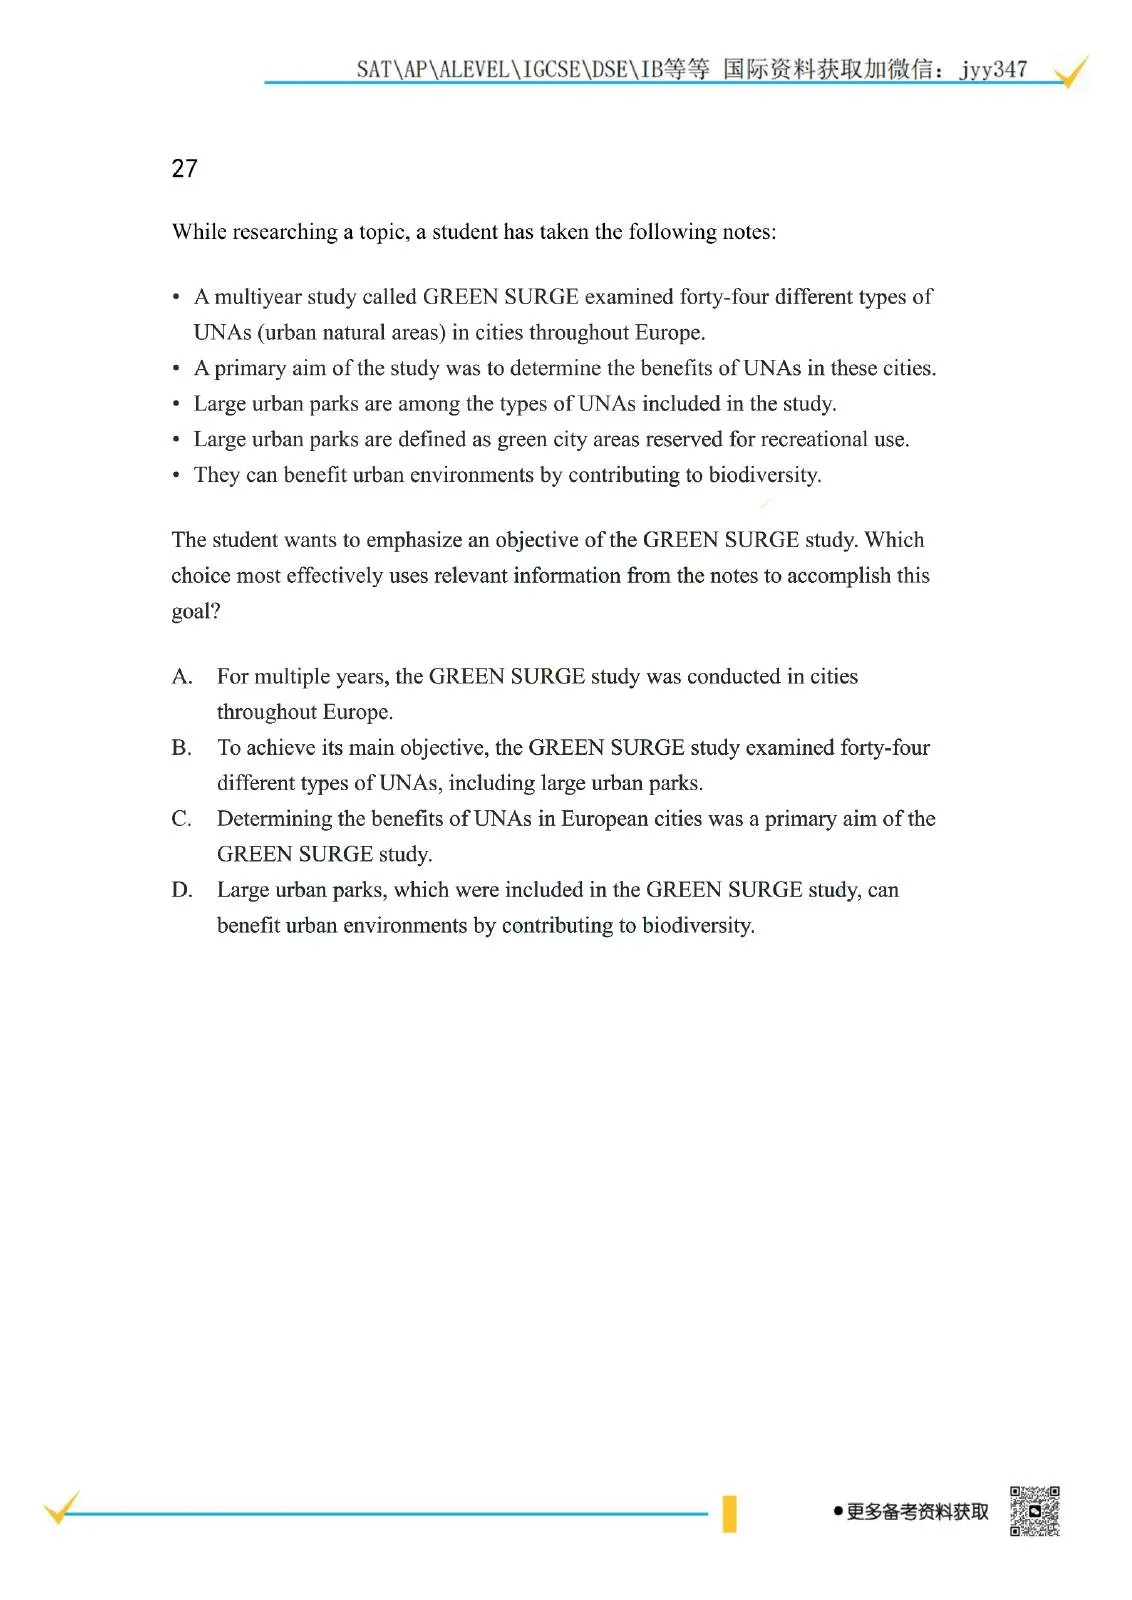 SAT\AP\ALEVEL\IGCSE\DSE\IB等等 国际资料获取加微信：jyy347
27
While researching a topic, a student has taken the following notes:
• A multiyear study called GREEN SURGE examined forty-four different types of
UNAs (urban natural areas) in cities throughout Europe.
• A primary aim of the study was to determine the benefits of UNAs in these cities.
• Large urban parks are among the types of UNAs included in the study.
• Large urban parks are defined as green city areas reserved for recreational use.
• They can benefit urban environments by contributing to biodiversity.
The student wants to emphasize an objective of the GREEN SURGE study. Which
choice most effectively uses relevant information from the notes to accomplish this
goal?
A. For multiple years, the GREEN SURGE study was conducted in cities
throughout Europe.
B. To achieve its main objective, the GREEN SURGE study examined forty-four
different types of UNAs, including large urban parks.
C. Determining the benefits of UNAs in European cities was a primary aim of the
GREEN SURGE study.
D. Large urban parks, which were included in the GREEN SURGE study, can
benefit urban environments by contributing to biodiversity.
•更多备考资料获取